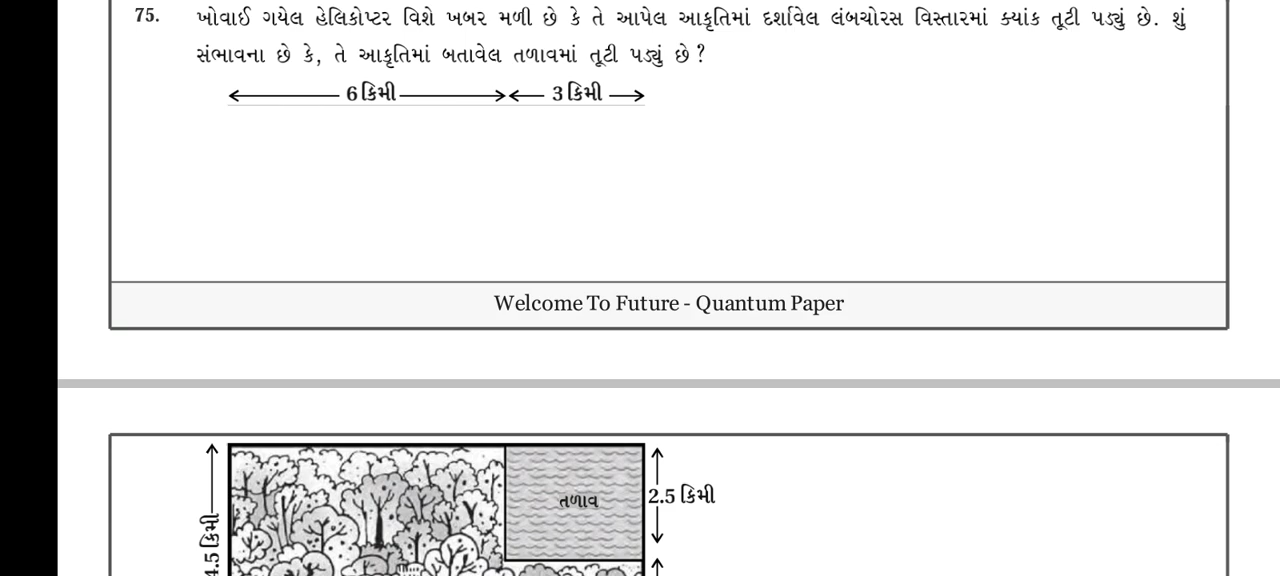 75. ખોવાઈ ગયેલ હેલિકોપ્ટર વિશે ખબર મળી છે કે તે આપેલ આકૃતિમાં દર્શાવેલ લંબચોરસ વિસ્તારમાં ક્યાંક તૂટી પડ્યું છે. શું
સંભાવના છે કે, તે આકૃતિમાં બતાવેલ તળાવમાં તૂટી પડ્યું છે ?
6 કિમી 3 કિમી
Welcome To Future - Quantum Paper
તળાવ
2.5 કિમી
.5 કિમી